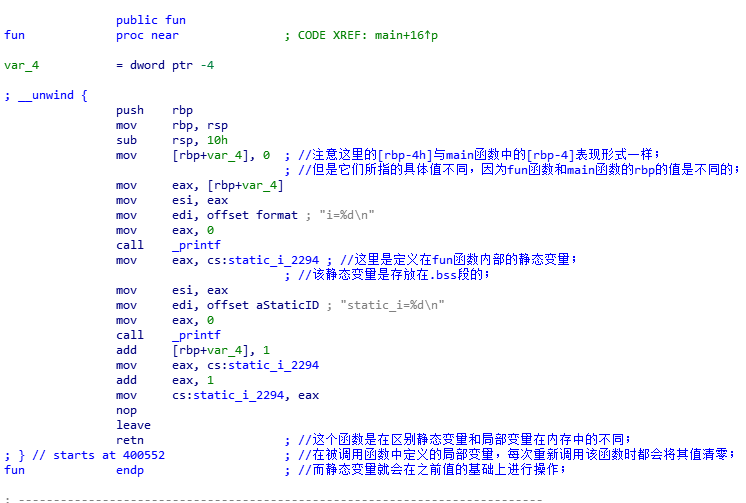 public fun
fun proc near ; CODE XREF: main+16↑p
var_4 = dword ptr -4
; __unwind {
push rbp
mov rbp, rsp
sub rsp, 10h
mov [rbp+var_4], 0 ; //注意这里的[rbp-4h]与main函数中的[rbp-4]表现形式一样;
; //但是它们所指的具体值不同，因为fun函数和main函数的rbp的值是不同的;
mov eax, [rbp+var_4]
mov esi, eax
mov edi, offset format ; "i=%d\n"
mov eax, 0
call _printf
mov eax, cs:static_i_2294 ; //这里是定义在fun函数内部的静态变量;
; //该静态变量是存放在.bss段的;
mov esi, eax
mov edi, offset aStaticID ; "static_i=%d\n"
mov eax, 0
call _printf
add [rbp+var_4], 1
mov eax, cs:static_i_2294
add eax, 1
mov cs:static_i_2294, eax
nop
leave
retn ; //这个函数是在区别静态变量和局部变量在内存中的不同;
; } // starts at 400552 ; //在被调用函数中定义的局部变量，每次重新调用该函数时都会将其值清零;
fun endp ; //而静态变量就会在之前值的基础上进行操作;
; ---------------------------------------------------------------------------